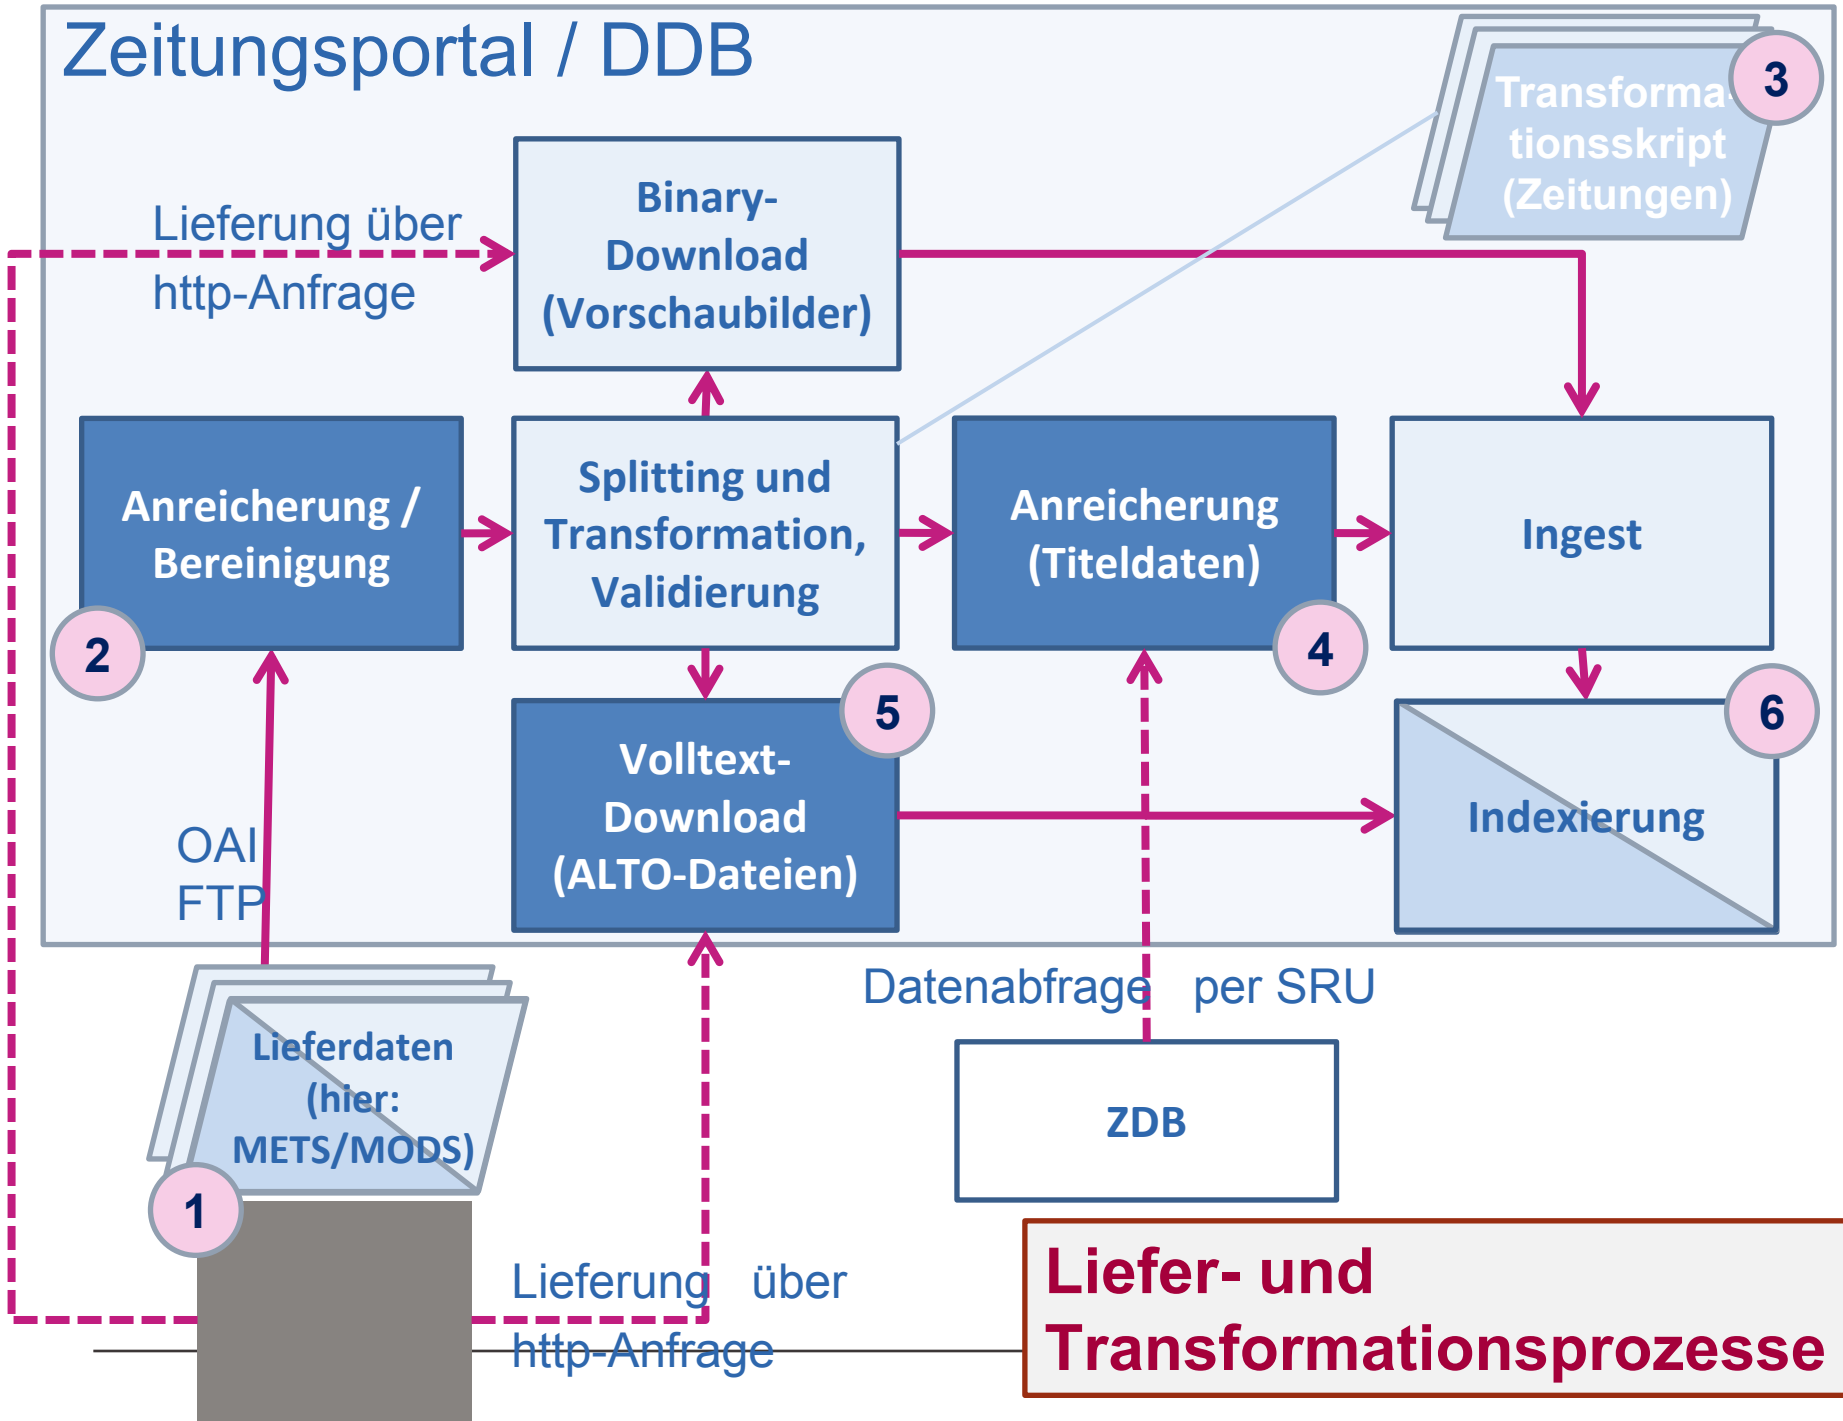 Zeitungsportal / DDB
3
Transforma-
tionsskript
(Zeitungen)
Lieferung über
http-Anfrage
Binary-
Download
(Vorschaubilder)
Anreicherung /
Bereinigung
2
Splitting und
Transformation,
Validierung
Anreicherung
(Titeldaten)
4
Ingest
5
Volltext-
Download
(ALTO-Dateien)
6
Indexierung
OAI
FTP
Datenabfrage per SRU
Lieferdaten
(hier:
METS/MODS)
1
ZDB
Lieferung über
http-Anfrage
Liefer- und
Transformationsprozesse